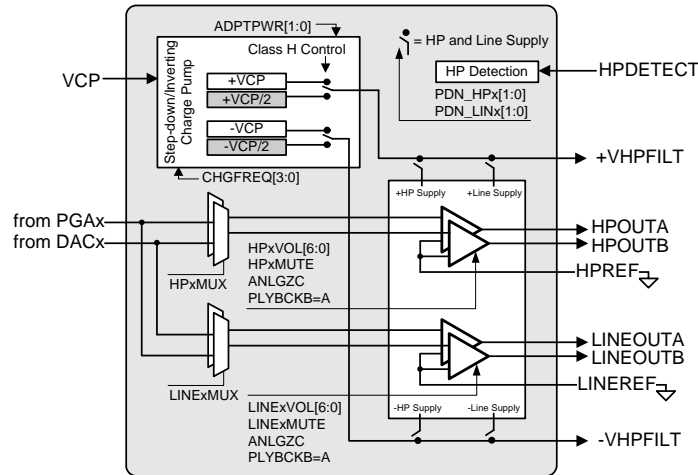 ADPTPWR[1:0]
Class H Control
= HP and Line Supply
VCP
Step-down/Inverting
Charge Pump
+VCP
+VCP/2
-VCP
-VCP/2
HP Detection
HPDETECT
PDN_HPx[1:0]
PDN_LINx[1:0]
+VHPFILT
CHGFREQ[3:0]
+HP Supply
+Line Supply
from PGAx
from DACx
HPxMUX
HPxVOL[6:0]
HPxMUTE
ANLGZC
PLYBCKB=A
HPOUTA
HPOUTB
HPREF
LINExMUX
LINExVOL[6:0]
LINExMUTE
ANLGZC
PLYBCKB=A
LINEOUTA
LINEOUTB
LINEREF
-HP Supply
-Line Supply
-VHPFILT